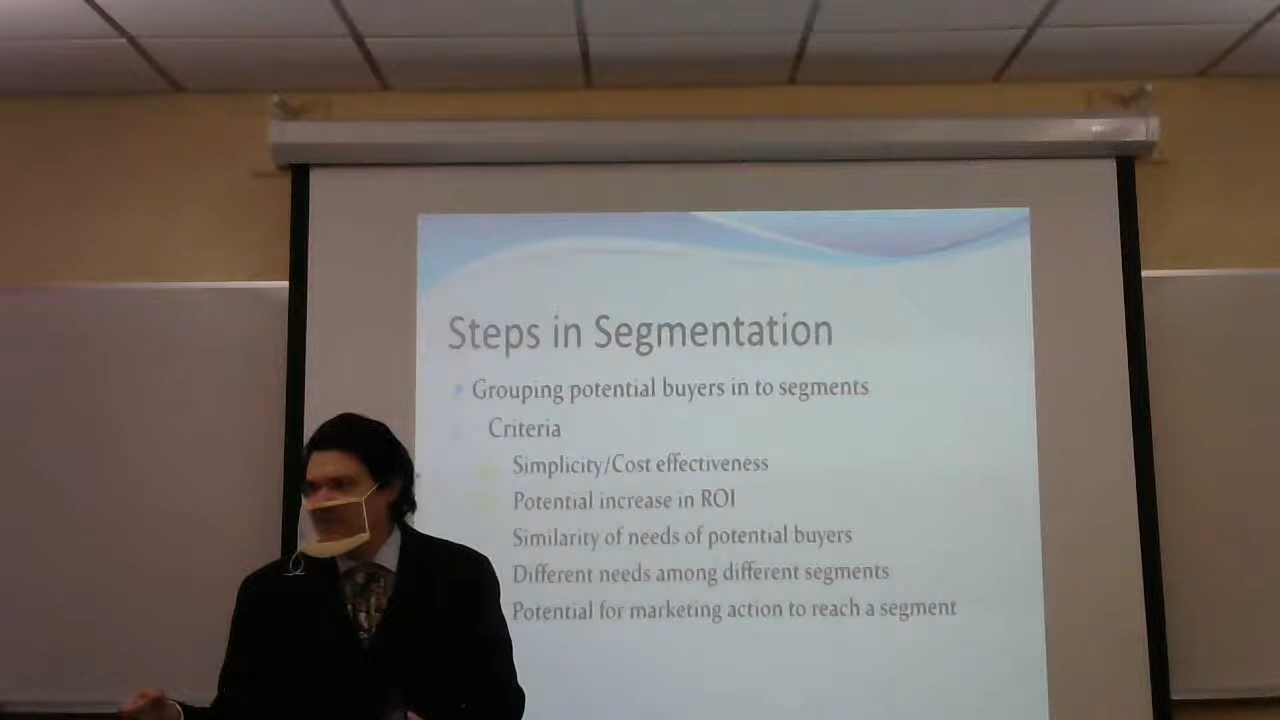 Steps in Segmentation
Grouping potential buyers in to segments
Criteria
Simplicity/Cost effectiveness
Potential increase in ROI
Similarity of needs of potential buyers
Different needs among different segments
Potential for marketing action to reach a segment